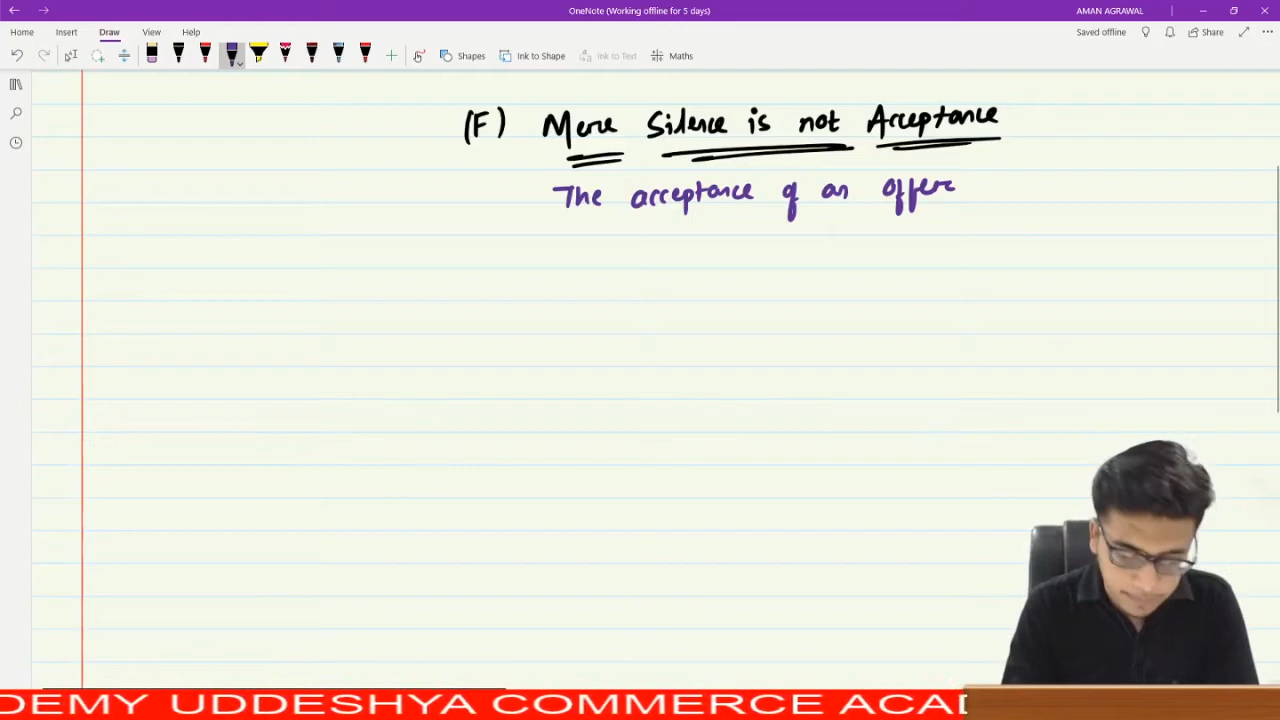 OneNote (Working offline for 5 days)
AMAN AGRAWAL
Home Insert Draw View Help
Saved offline
Share
Shapes
Ink to Shape
Ink to Text
Maths
(F) Mere Silence is not Acceptance
The acceptance of an offer
DEMY UDDESHYA COMMERCE ACAD